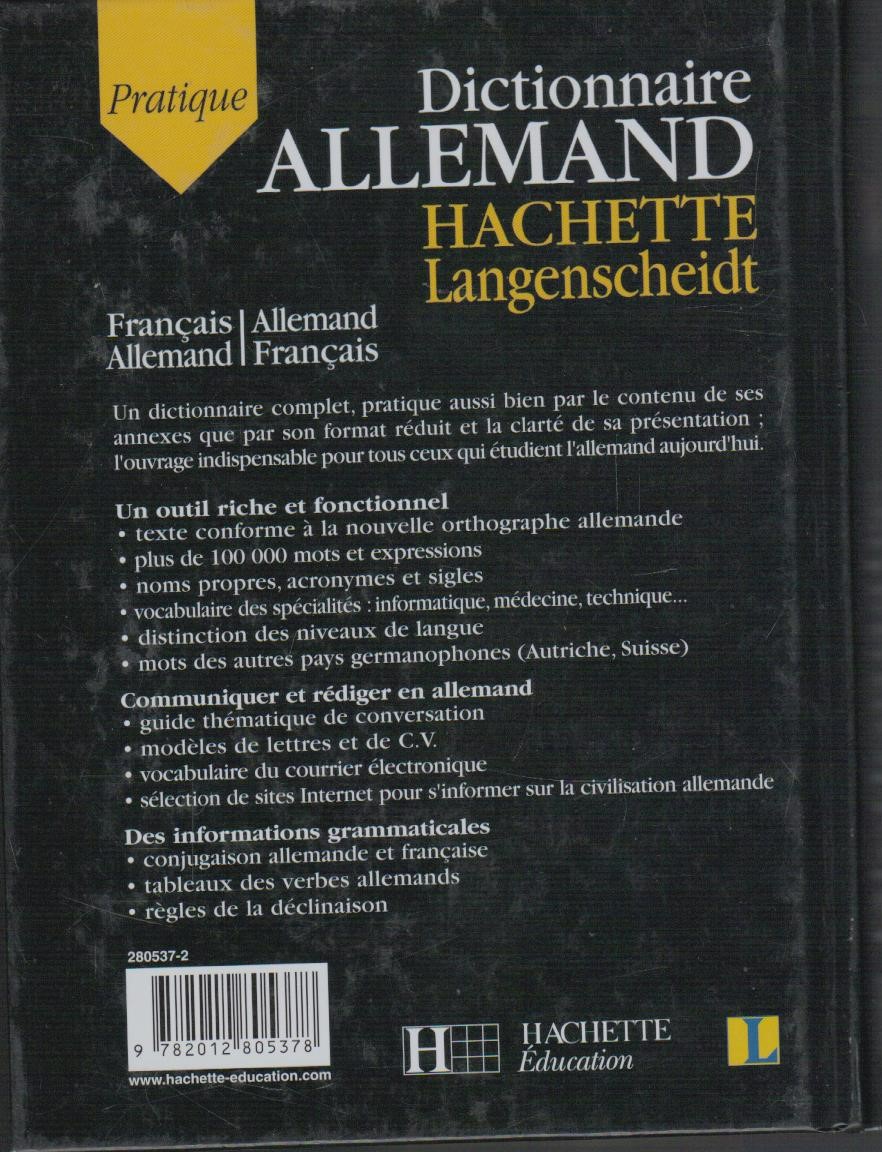 Pratique
Dictionnaire
ALLEMAND
HACHETTE
Langenscheidt
Français | Allemand
Allemand | Français
Un dictionnaire complet, pratique aussi bien par le contenu de ses
annexes que par son format réduit et la clarté de sa présentation ;
l'ouvrage indispensable pour tous ceux qui étudient l'allemand aujourd'hui.
Un outil riche et fonctionnel
• texte conforme à la nouvelle orthographe allemande
• plus de 100 000 mots et expressions
• noms propres, acronymes et sigles
• vocabulaire des spécialités : informatique, médecine, technique...
• distinction des niveaux de langue
• mots des autres pays germanophones (Autriche, Suisse)
Communiquer et rédiger en allemand
• guide thématique de conversation
• modèles de lettres et de C.V.
• vocabulaire du courrier électronique
• sélection de sites Internet pour s'informer sur la civilisation allemande
Des informations grammaticales
• conjugaison allemande et française
• tableaux des verbes allemands
• règles de la déclinaison
280537-2
9 782012 805378
www.hachette-education.com
H
HACHETTE
Éducation
L